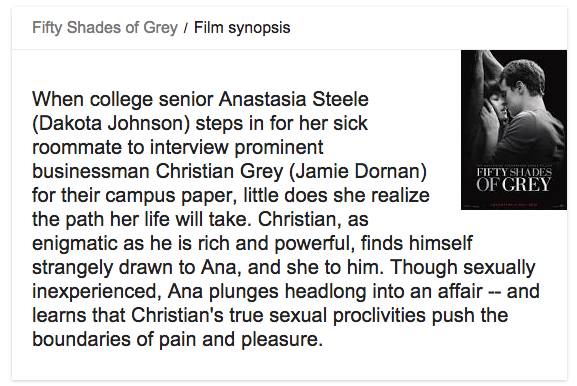 Fifty Shades of Grey / Film synopsis
When college senior Anastasia Steele
(Dakota Johnson) steps in for her sick
roommate to interview prominent
businessman Christian Grey (Jamie Dornan)
for their campus paper, little does she realize
the path her life will take. Christian, as
enigmatic as he is rich and powerful, finds himself
strangely drawn to Ana, and she to him. Though sexually
inexperienced, Ana plunges headlong into an affair -- and
learns that Christian's true sexual proclivities push the
boundaries of pain and pleasure.
FIFTY SHADES
OF GREY